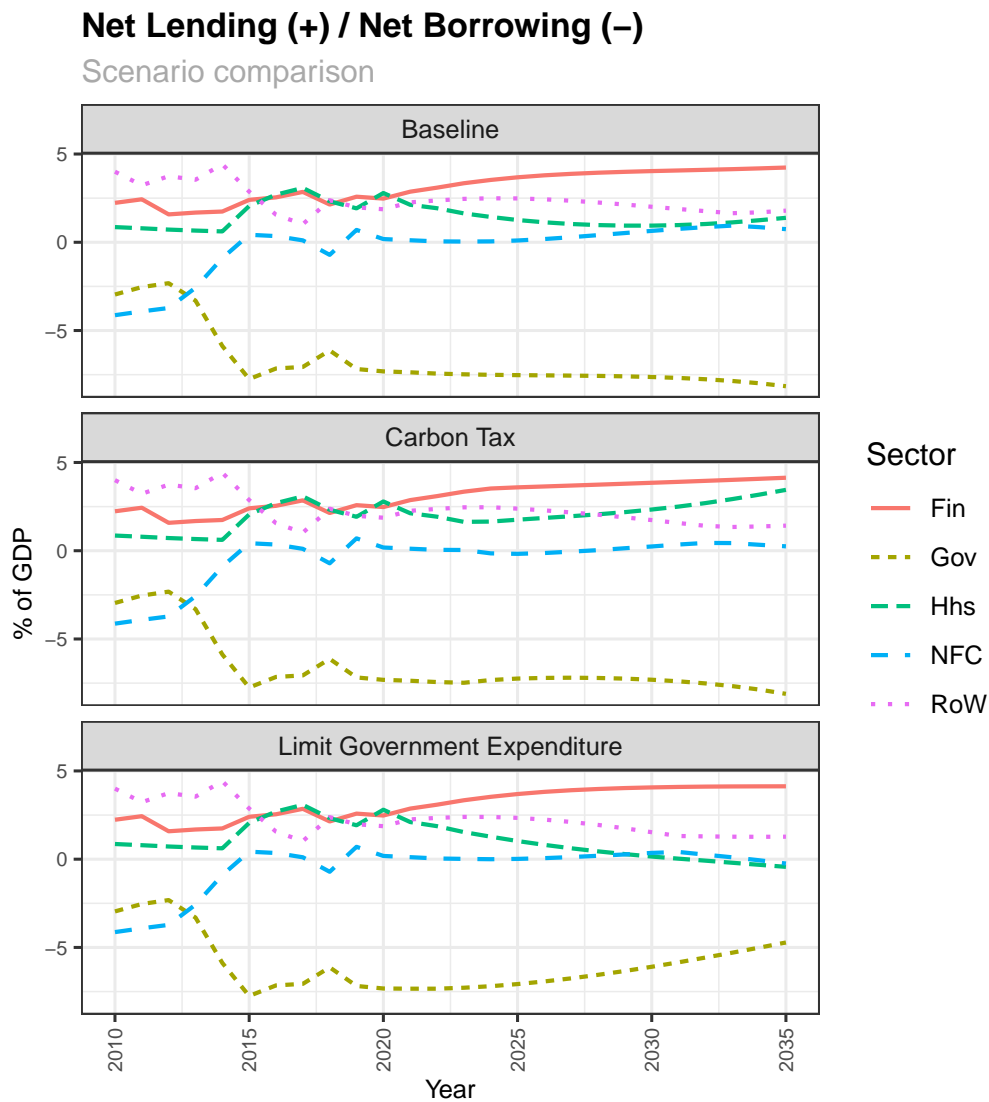 Net Lending (+) / Net Borrowing (−)
Scenario comparison
Baseline
5
0
−5
Carbon Tax
5
0
−5
Limit Government Expenditure
5
0
−5
% of GDP
2010
2015
2020
2025
2030
2035
Year
Sector
Fin
Gov
Hhs
NFC
RoW